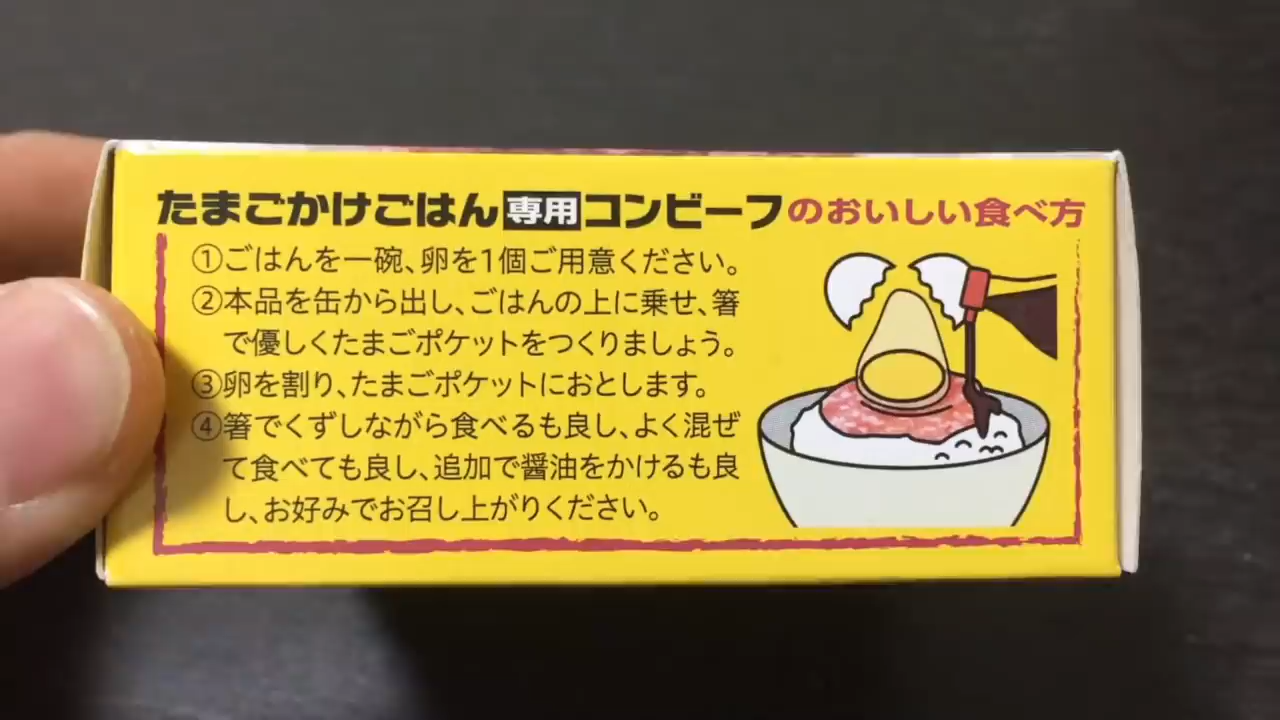 たまごかけごはん専用コンビーフのおいしい食べ方
①ごはんを一碗、卵を1個ご用意ください。
②本品を缶から出し、ごはんの上に乗せ、箸
で優しくたまごポケットをつくりましょう。
③卵を割り、たまごポケットにおとします。
④箸でくずしながら食べるも良し、よく混ぜ
て食べても良し、追加で醤油をかけるも良
し、お好みでお召し上がりください。